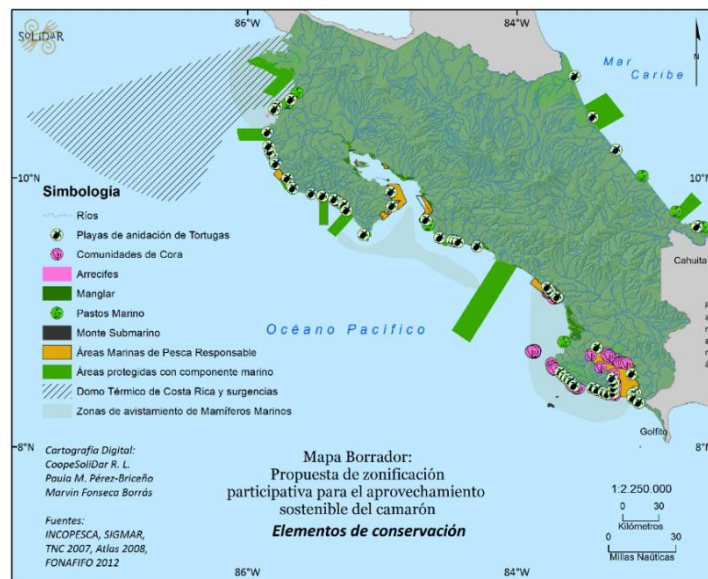 SoLiDaR
86°W
84°W
Mar
Caribe
N
10°N
10°N
Simbología
Ríos
Playas de anidación de Tortugas
Comunidades de Cora
Arrecifes
Manglar
Pastos Marino
Monte Submarino
Áreas Marinas de Pesca Responsable
Áreas protegidas con componente marino
Domo Térmico de Costa Rica y surgencias
Zonas de avistamiento de Mamíferos Marinos
Cahuita
Océano Pacífico
Golfito
8°N
8°N
Cartografía Digital:
CoopeSoliDar R. L.
Paula M. Pérez-Briceño
Marvin Fonseca Borrás
Fuentes:
INCOPESCA, SIGMAR,
TNC 2007, Atlas 2008,
FONAFIFO 2012
Mapa Borrador:
Propuesta de zonificación
participativa para el aprovechamiento
sostenible del camarón
Elementos de conservación
1:2.250.000
30
Kilómetros
30
Millas Naúticas
86°W
84°W